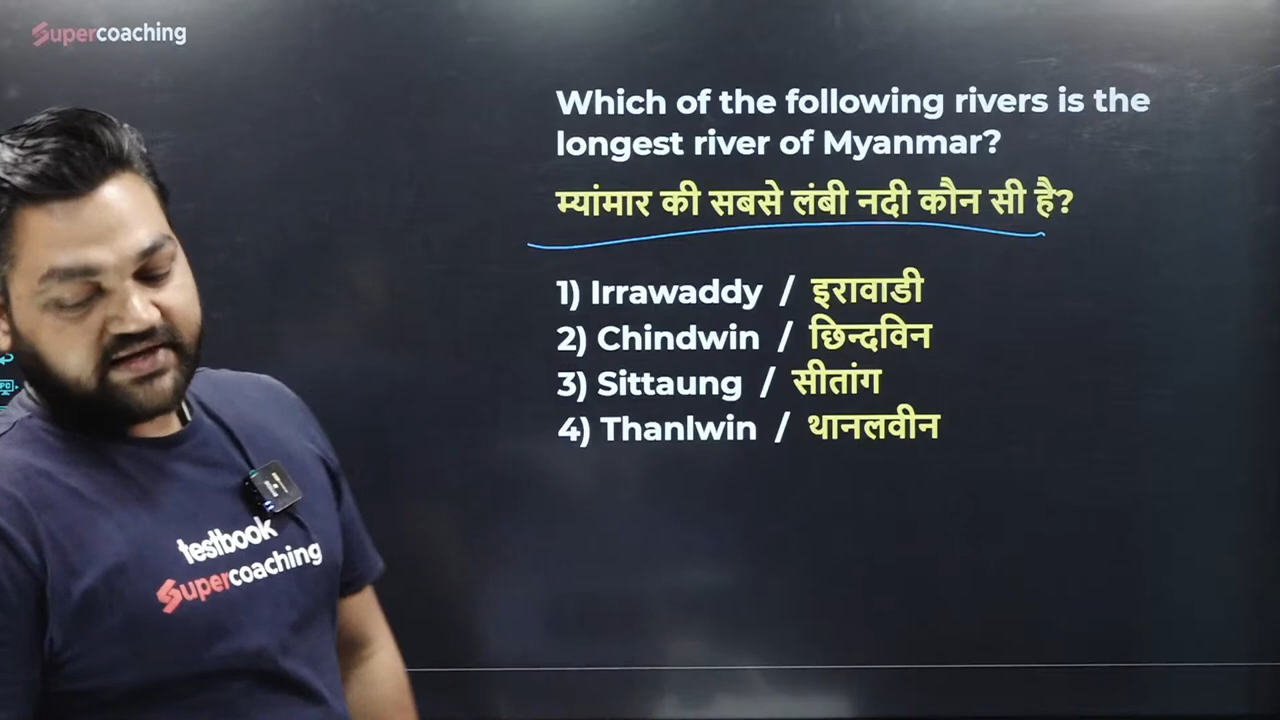 Supercoaching
Which of the following rivers is the
longest river of Myanmar?
म्यांमार की सबसे लंबी नदी कौन सी है?
1) Irrawaddy / इरावाडी
2) Chindwin / छिन्दविन
3) Sittaung / सीतांग
4) Thanlwin / थानलवीन
PC
testbook
Supercoaching